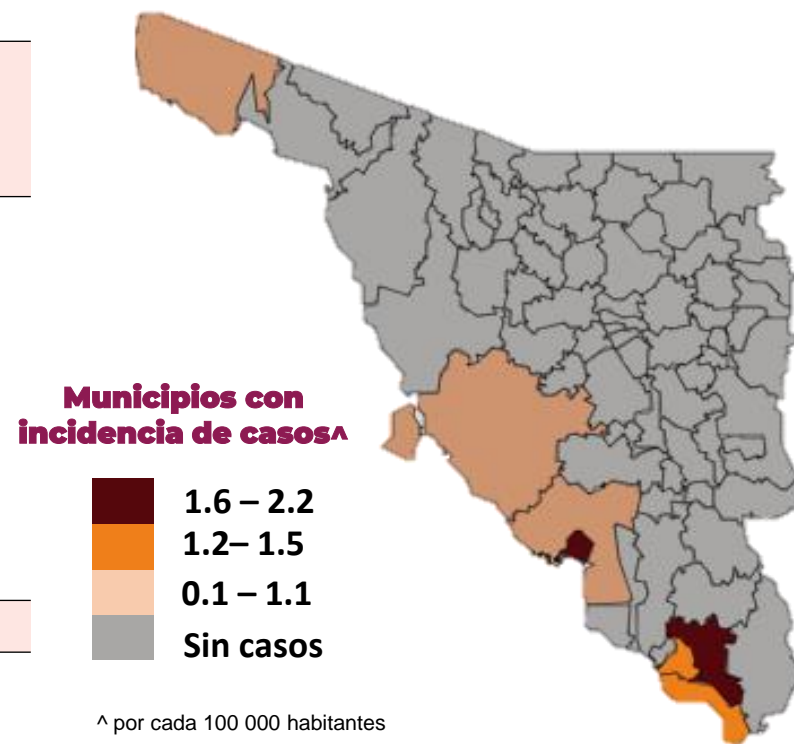 Municipios con
incidencia de casos^
1.6 – 2.2
1.2– 1.5
0.1 – 1.1
Sin casos
^ por cada 100 000 habitantes